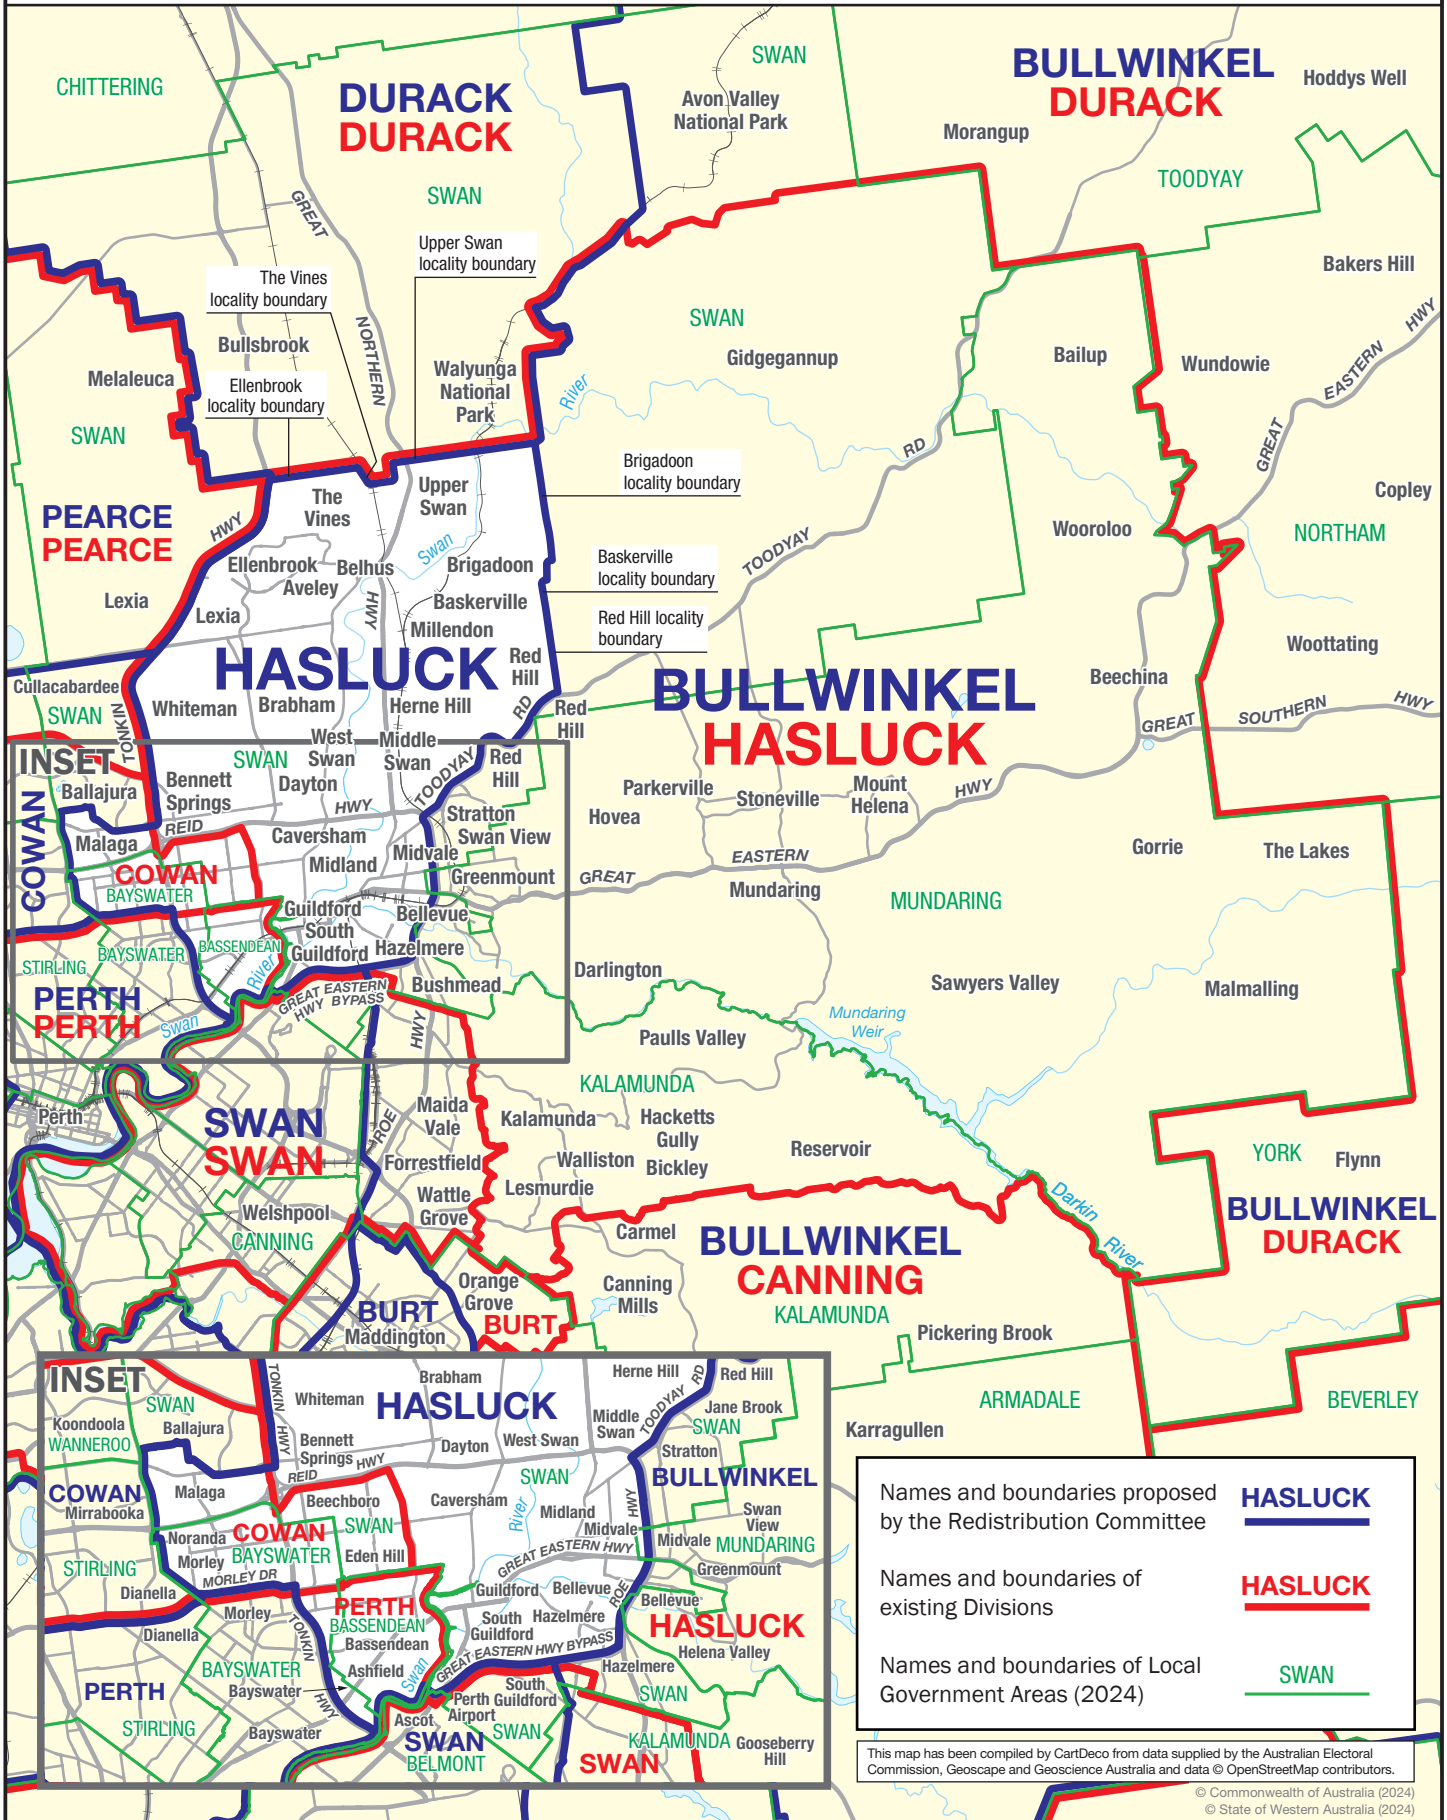 CHITTERING
DURACK
DURACK
SWAN
SWAN
Avon Valley
National Park
BULLWINKEL
DURACK
Hoddys Well
Morangup
TOODYAY
Bakers Hill
GREAT
NORTHERN
HWY
Upper Swan
locality boundary
The Vines
locality boundary
Ellenbrook
locality boundary
Bullsbrook
Melaleuca
SWAN
Walyunga
National
Park
River
SWAN
Gidgegannup
Bailup
Wundowie
GREAT
EASTERN
HWY
Copley
NORTHAM
PEARCE
PEARCE
HWY
The
Vines
Upper
Swan
Swan
Brigadoon
locality boundary
RD
TOODYAY
Wooroloo
Ellenbrook
Belhus
Aveley
Brigadoon
Baskerville
Baskerville
locality boundary
Lexia
Lexia
Millendon
Red Hill locality
boundary
Woottating
HASLUCK
Red
Hill
BULLWINKEL
HASLUCK
Beechina
GREAT
SOUTHERN
HWY
Cullacabardee
SWAN
TONKIN
Whiteman
Brabham
Herne Hill
RD
Red
Hill
INSET
West
Swan
Middle
Swan
SWAN
Red
Hill
Ballajura
Bennett
Springs
Dayton
TOODYAY
HWY
REID
COWAN
Malaga
Caversham
Stratton
Swan View
Midvale
Midland
Greenmount
COWAN
BAYSWATER
Guildford
South
Guildford
Bellevue
Hazelmere
BASSENDEAN
BAYSWATER
STIRLING
River
PERTH
PERTH
Swan
GREAT EASTERN
HWY BYPASS
Bushmead
HWY
Parkerville
Stoneville
Mount
Helena
HWY
Hovea
EASTERN
GREAT
Mundaring
Gorrie
The Lakes
MUNDARING
Darlington
Sawyers Valley
Malmalling
Mundaring
Weir
Paulls Valley
KALAMUNDA
Perth
SWAN
SWAN
ROE
Maida
Vale
Kalamunda
Hacketts
Gully
Forrestfield
Walliston
Bickley
Reservoir
YORK
Flynn
Wattle
Grove
Lesmurdie
Darkin
River
BULLWINKEL
DURACK
Welshpool
CANNING
Carmel
BULLWINKEL
CANNING
KALAMUNDA
Orange
Grove
Canning
Mills
BURT
BURT
Maddington
Pickering Brook
ARMADALE
BEVERLEY
Karragullen
INSET
SWAN
Koondoola
WANNEROO
Ballajura
TONKIN
HWY
Whiteman
Brabham
HASLUCK
Herne Hill
RD
Red Hill
TOODYAY
Jane Brook
SWAN
Middle
Swan
Bennett
Springs
Dayton
West Swan
Stratton
REID
HWY
SWAN
BULLWINKEL
COWAN
Mirrabooka
Malaga
Beechboro
Caversham
River
Midland
HWY
Swan
View
Noranda
COWAN
SWAN
Midvale
Midvale
MUNDARING
STIRLING
Morley
BAYSWATER
Eden Hill
GREAT EASTERN HWY
Greenmount
MORLEY DR
Dianella
Guildford
Bellevue
ROE
Bellevue
Morley
PERTH
BASSENDEAN
Bassendean
South
Guildford
Hazelmere
HASLUCK
Dianella
TONKIN
HWY
GREAT EASTERN HWY BYPASS
Helena Valley
BAYSWATER
Ashfield
Swan
Hazelmere
Bayswater
PERTH
South
Guildford
Perth
Airport
SWAN
STIRLING
Bayswater
Ascot
SWAN
BELMONT
SWAN
KALAMUNDA
Gooseberry
Hill
SWAN
Names and boundaries proposed
by the Redistribution Committee
HASLUCK
Names and boundaries of
existing Divisions
HASLUCK
Names and boundaries of Local
Government Areas (2024)
SWAN
This map has been compiled by CartDeco from data supplied by the Australian Electoral
Commission, Geoscape and Geoscience Australia and data © OpenStreetMap contributors.
© Commonwealth of Australia (2024)
© State of Western Australia (2024)